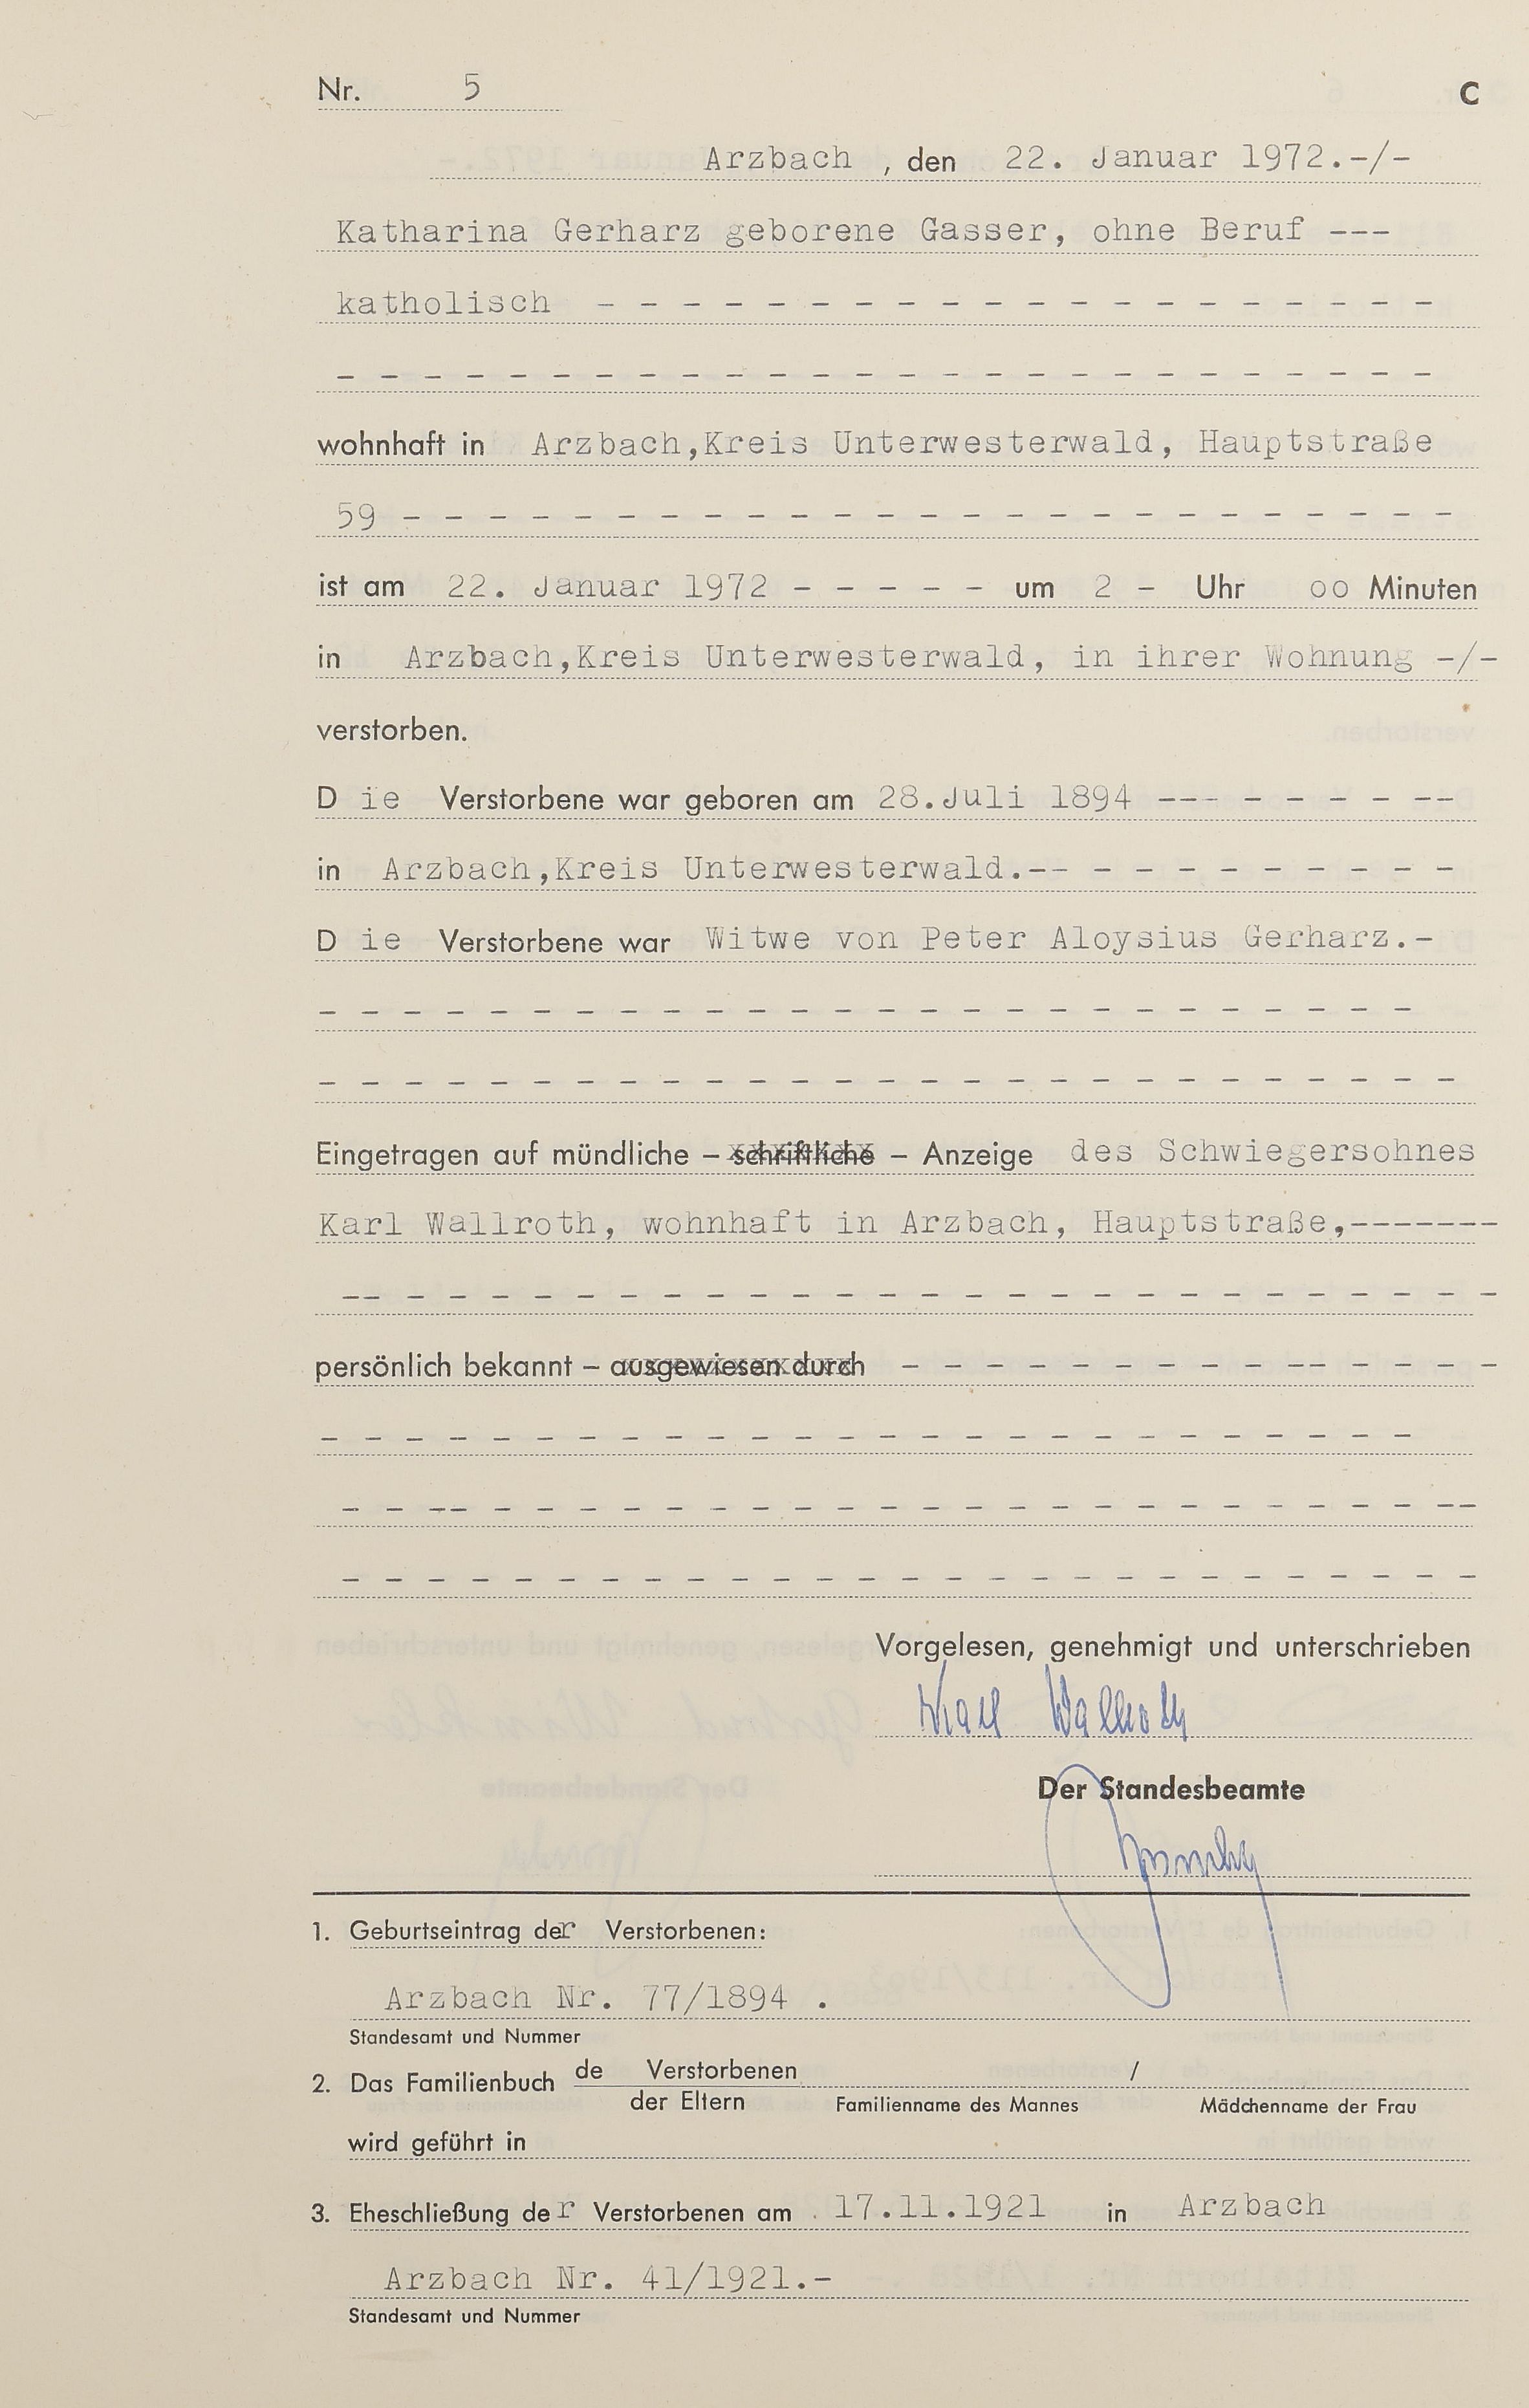 Nr. 5 C
Arzbach , den 22. Januar 1972.-/-
Katharina Gerharz geborene Gasser, ohne Beruf ---
katholisch - - - - - - - - - - - - - - - - - - - -
- - - - - - - - - - - - - - - - - - - - - - - - - -
wohnhaft in Arzbach,Kreis Unterwesterwald, Hauptstraße
59 - - - - - - - - - - - - - - - - - - - - - - - - -
ist am 22. Januar 1972 - - - - - um 2 - Uhr oo Minuten
in Arzbach,Kreis Unterwesterwald, in ihrer Wohnung -/-
verstorben.
D ie Verstorbene war geboren am 28.Juli 1894 --- - - - - --
in Arzbach,Kreis Unterwesterwald.-- - - - - - - - - -
D ie Verstorbene war Witwe von Peter Aloysius Gerharz.-
- - - - - - - - - - - - - - - - - - - - - - - - - -
- - - - - - - - - - - - - - - - - - - - - - - - - - -
Eingetragen auf mündliche – schriftliche – Anzeige des Schwiegersohnes
Karl Wallroth, wohnhaft in Arzbach, Hauptstraße,-------
-- - - - - - - - - - - - - - - - - - - - - - - - - - -
persönlich bekannt – ausgewiesen durch - - - - - - - - - -- - - - -
- - - - - - - - - - - - - - - - - - - - - - - - - -
- - -- - - - - - - - - - - - - - - - - - - - - - - --
- - - - - - - - - - - - - - - - - - - - - - - - - - -
Vorgelesen, genehmigt und unterschrieben
Karl Wallroth
Der Standesbeamte
1. Geburtseintrag der Verstorbenen:
Arzbach Nr. 77/1894 .
Standesamt und Nummer
2. Das Familienbuch de Verstorbenen /
der Eltern Familienname des Mannes Mädchenname der Frau
wird geführt in
3. Eheschließung der Verstorbenen am 17.11.1921 in Arzbach
Arzbach Nr. 41/1921.-
Standesamt und Nummer